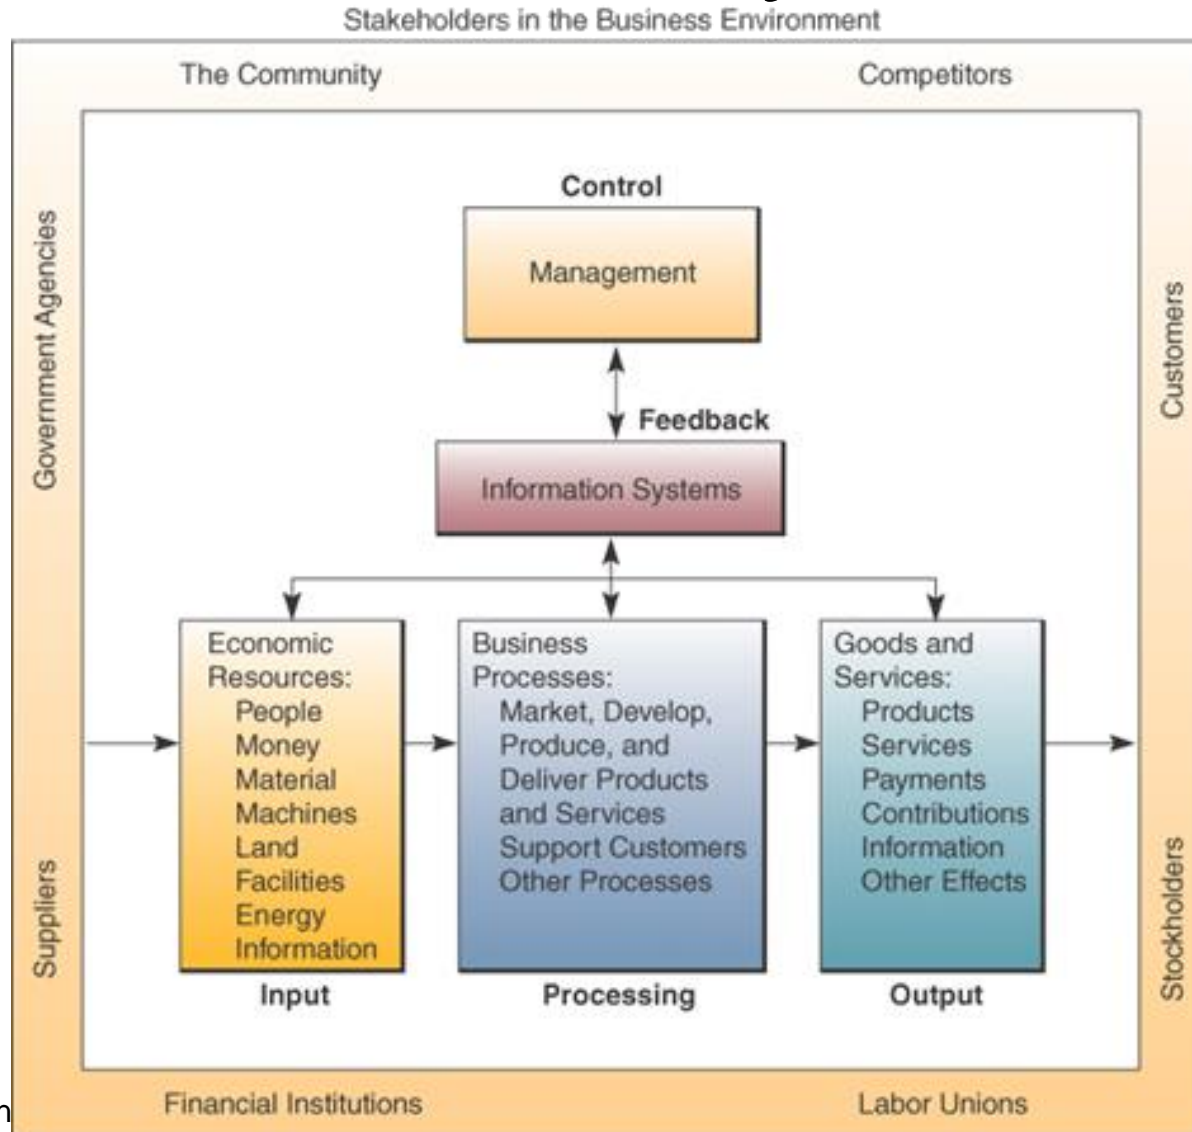 Stakeholders in the Business Environment
The Community
Competitors
Government Agencies
Suppliers
Control
Management
Feedback
Information Systems
Economic
Resources:
People
Money
Material
Machines
Land
Facilities
Energy
Information
Input
Business
Processes:
Market, Develop,
Produce, and
Deliver Products
and Services
Support Customers
Other Processes
Processing
Goods and
Services:
Products
Services
Payments
Contributions
Information
Other Effects
Output
Customers
Stockholders
Financial Institutions
Labor Unions